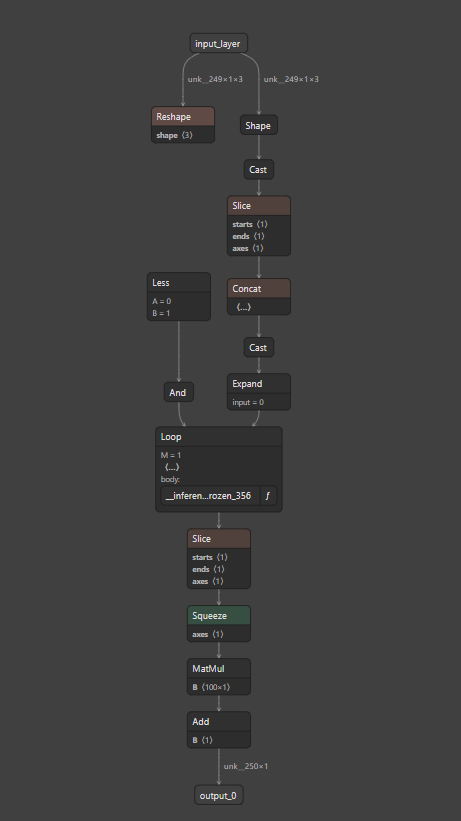 input_layer
unk__249×1×3
unk__249×1×3
Reshape
shape ⟨3⟩
Shape
Cast
Slice
starts ⟨1⟩
ends ⟨1⟩
axes ⟨1⟩
Less
A = 0
B = 1
Concat
⟨...⟩
Cast
Expand
input = 0
And
Loop
M = 1
⟨...⟩
body:
__inferen...rozen_356 ƒ
Slice
starts ⟨1⟩
ends ⟨1⟩
axes ⟨1⟩
Squeeze
axes ⟨1⟩
MatMul
B ⟨100×1⟩
Add
B ⟨1⟩
unk__250×1
output_0